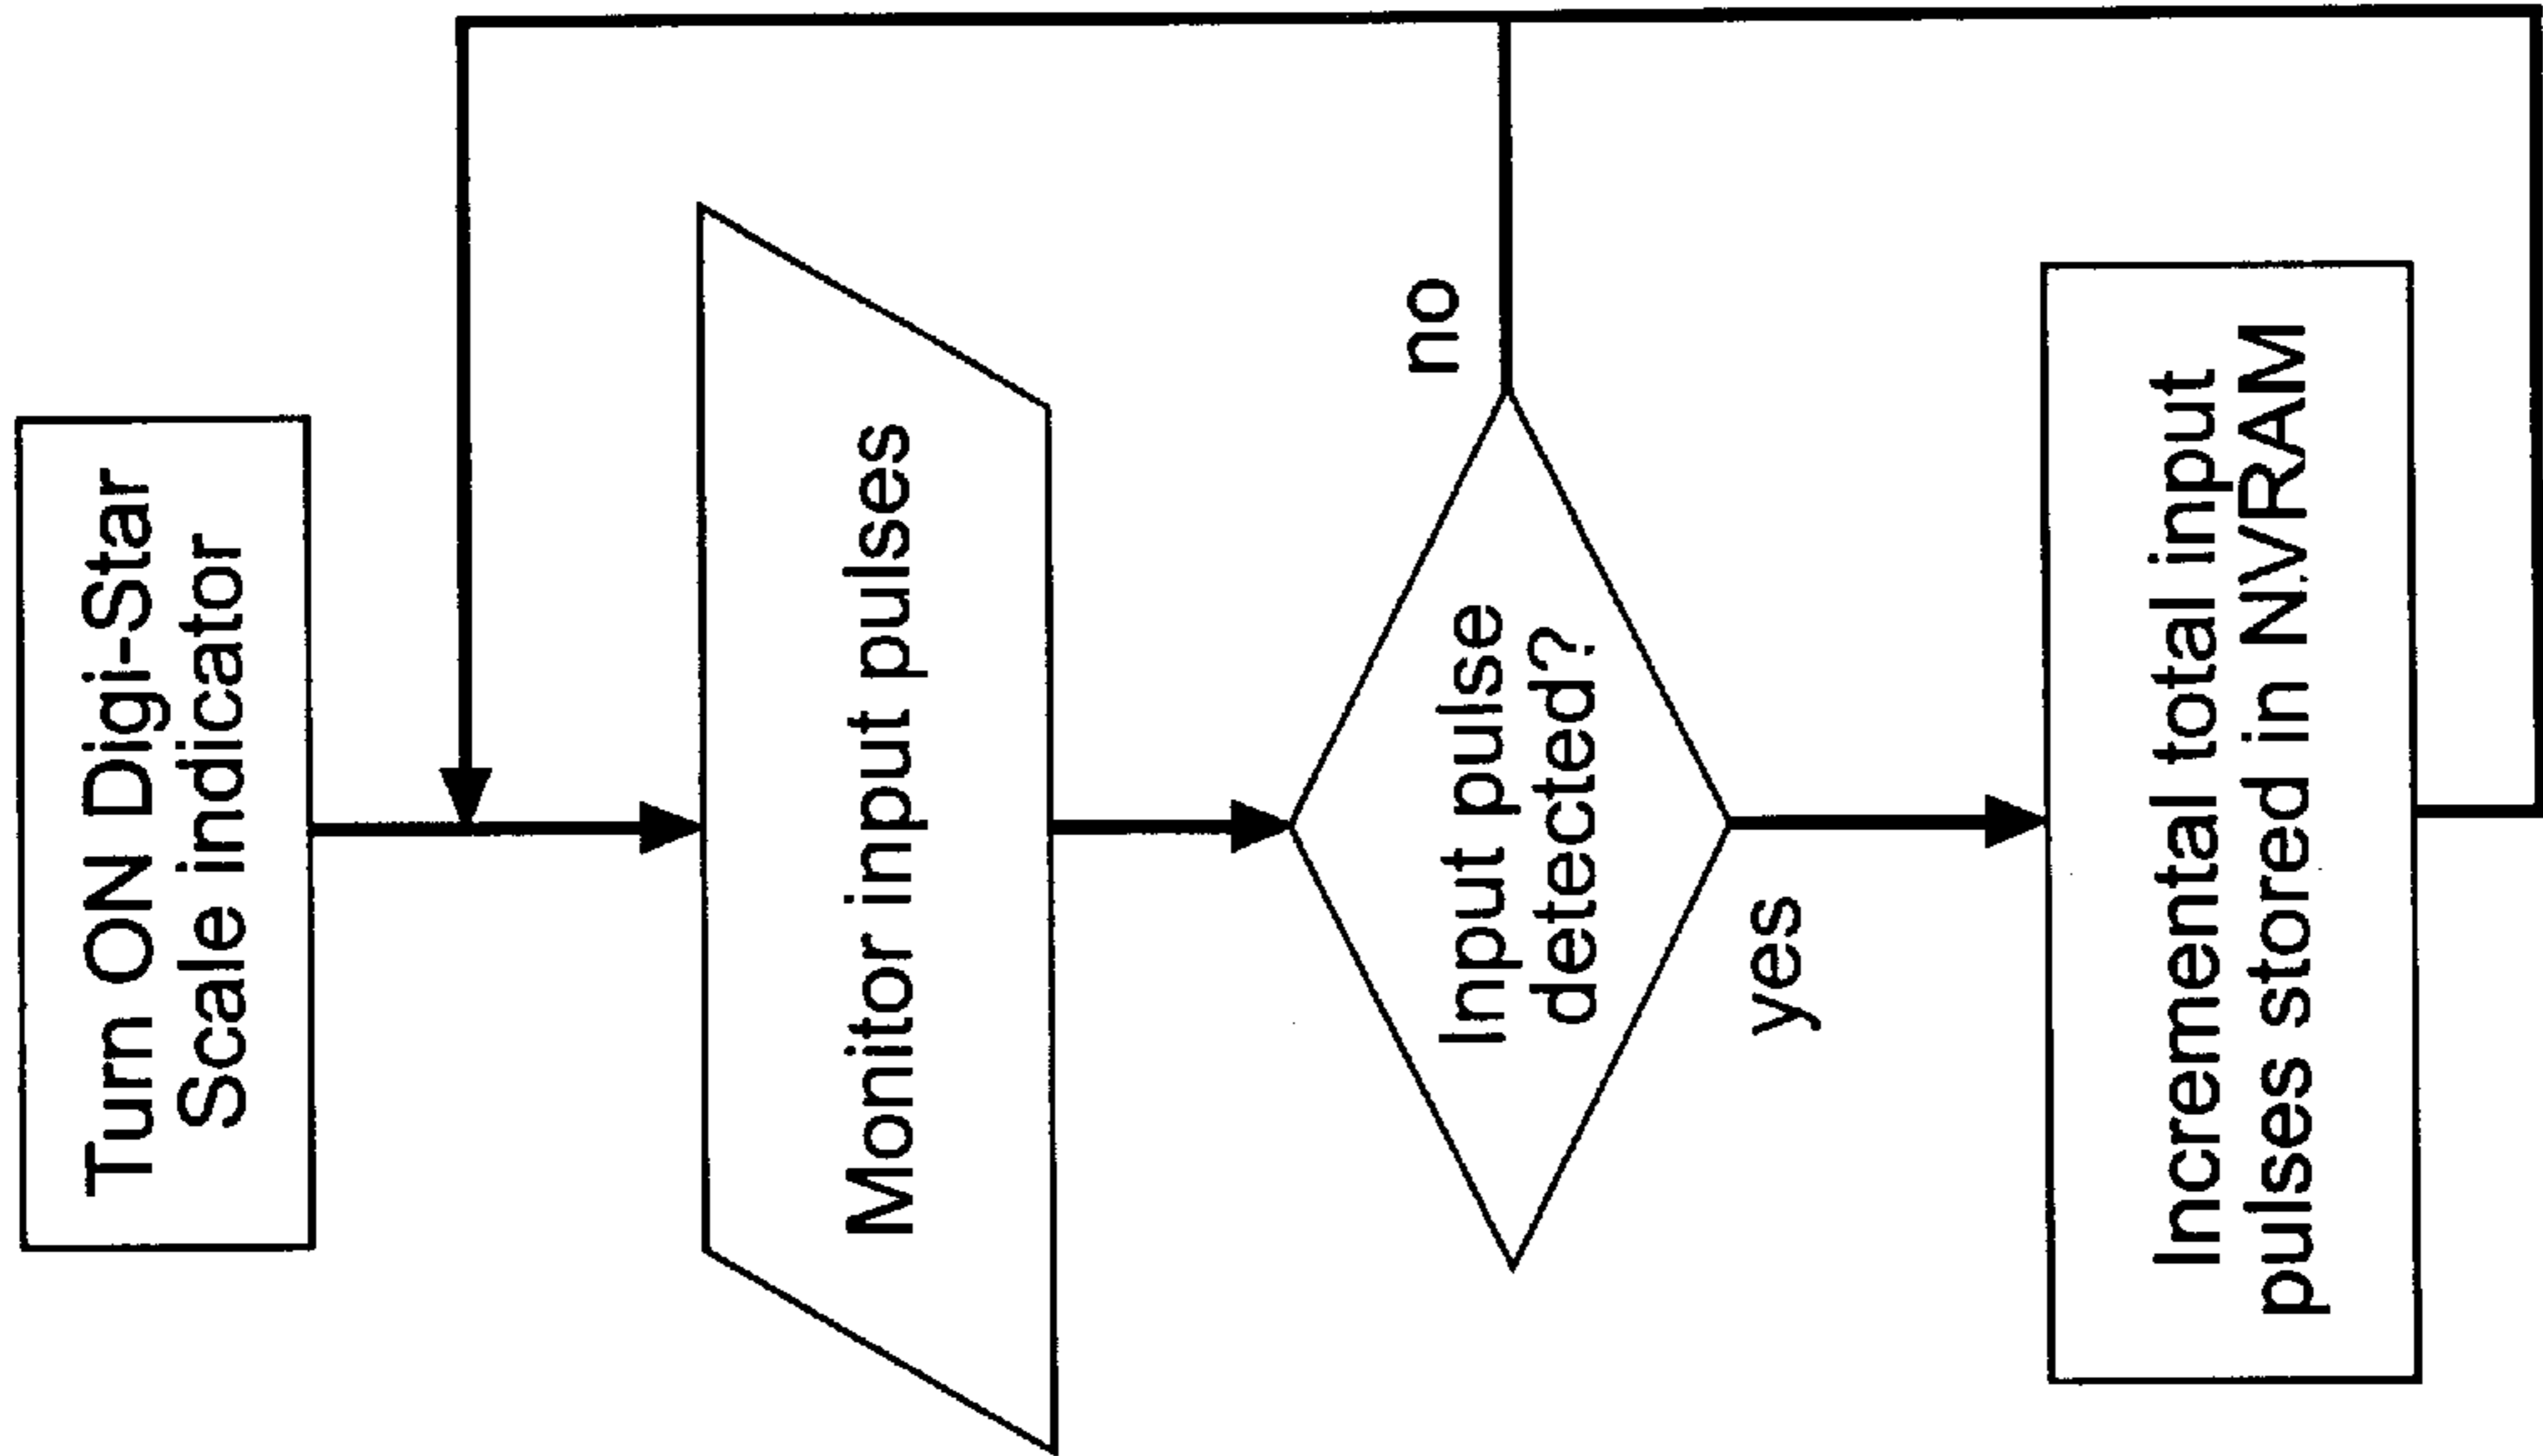 Turn ON Digi-Star
Scale indicator
Monitor input pulses
Input pulse
detected?
no
yes
Incremental total input
pulses stored in NVRAM